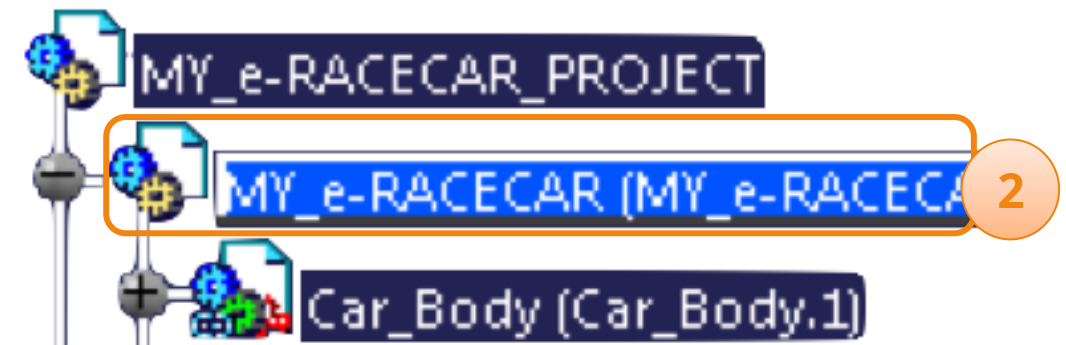 MY_e-RACECAR_PROJECT
MY_e-RACECAR (MY_e-RACECA
2
Car_Body (Car_Body.1)